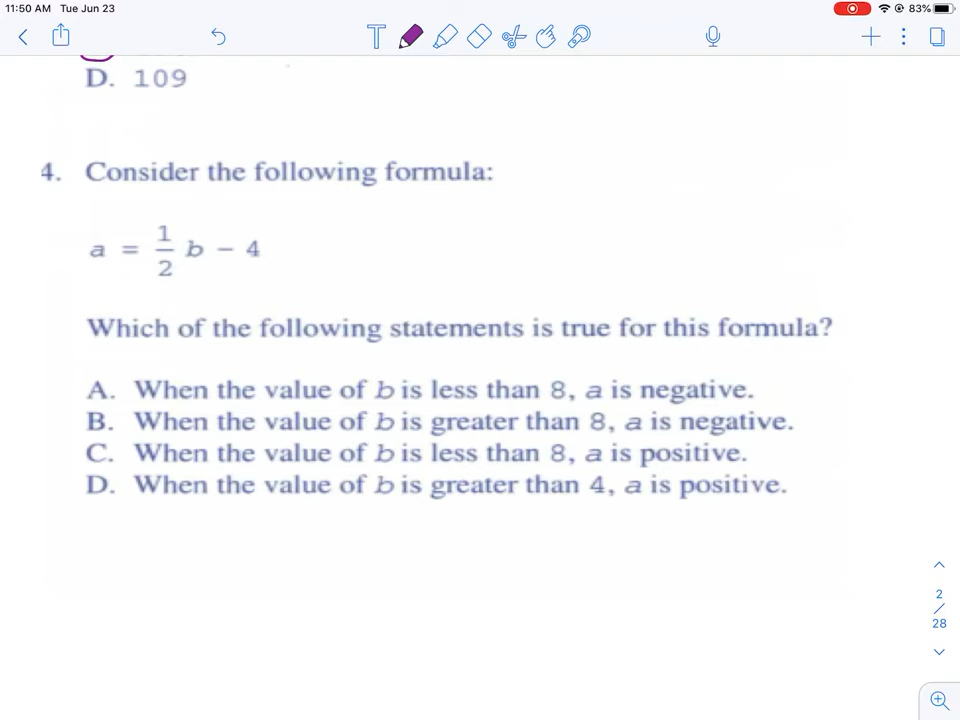 11:50 AM Tue Jun 23
83%
D. 109
4. Consider the following formula:
a = 1/2 b - 4
Which of the following statements is true for this formula?
A. When the value of b is less than 8, a is negative.
B. When the value of b is greater than 8, a is negative.
C. When the value of b is less than 8, a is positive.
D. When the value of b is greater than 4, a is positive.
2
/
28